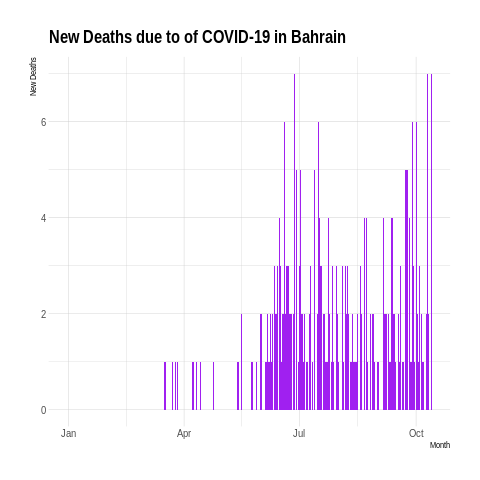 New Deaths due to of COVID-19 in Bahrain
New Deaths
6
4
2
0
Jan Apr Jul Oct
Month